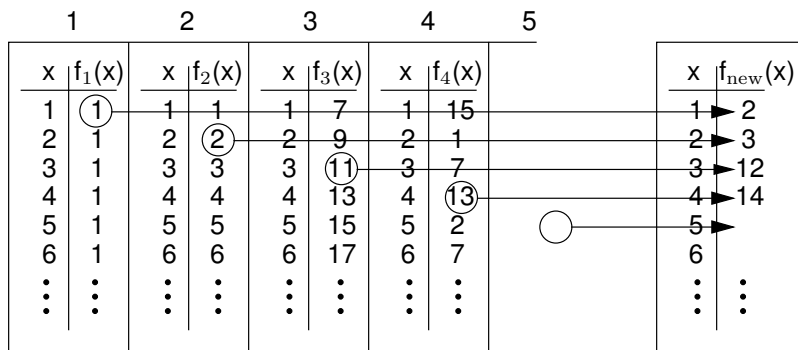 1 2 3 4 5
x f₁(x) x f₂(x) x f₃(x) x f₄(x) x f_new(x)
1 1 1 1 1 7 1 15 1 2
2 1 2 2 2 9 2 1 2 3
3 1 3 3 3 11 3 7 3 12
4 1 4 4 4 13 4 13 4 14
5 1 5 5 5 15 5 2 5
6 1 6 6 6 17 6 7 6
⋮ ⋮ ⋮ ⋮ ⋮ ⋮ ⋮ ⋮ ⋮ ⋮